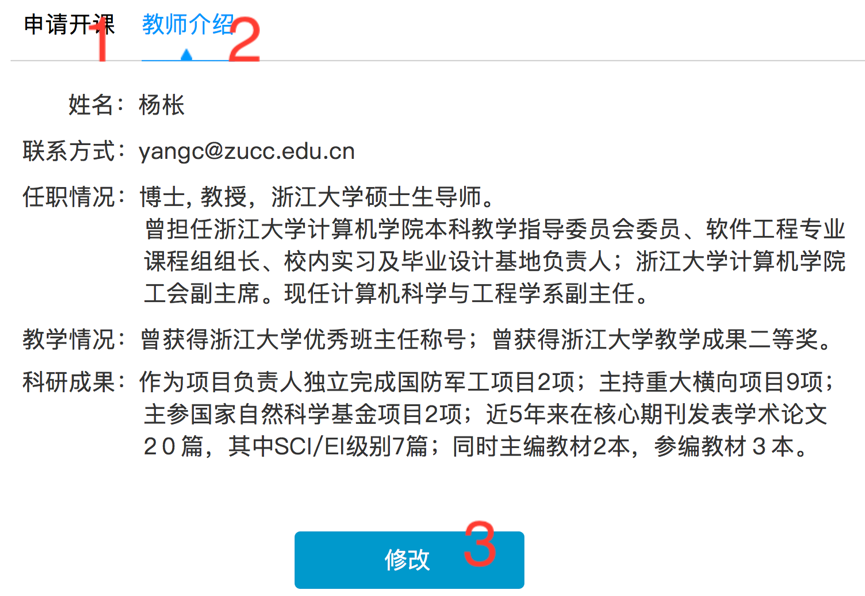 申请开课 1 教师介绍 2
姓名：杨枨
联系方式：yangc@zucc.edu.cn
任职情况：博士, 教授，浙江大学硕士生导师。
曾担任浙江大学计算机学院本科教学指导委员会委员、软件工程专业
课程组组长、校内实习及毕业设计基地负责人；浙江大学计算机学院
工会副主席。现任计算机科学与工程学系副主任。
教学情况：曾获得浙江大学优秀班主任称号；曾获得浙江大学教学成果二等奖。
科研成果：作为项目负责人独立完成国防军工项目2项；主持重大横向项目9项；
主参国家自然科学基金项目2项；近5年来在核心期刊发表学术论文
２０篇，其中SCI/EI级别7篇；同时主编教材2本，参编教材３本。
修改 3